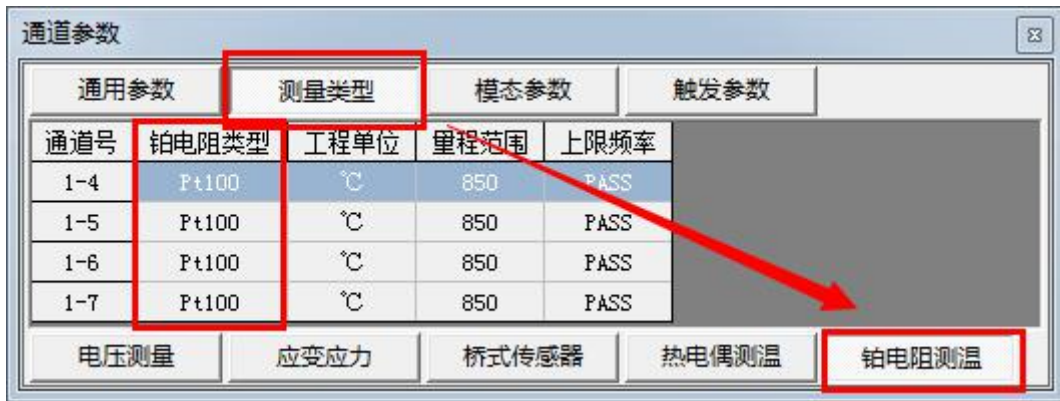 通道参数
通用参数 测量类型 模态参数 触发参数
通道号 铂电阻类型 工程单位 量程范围 上限频率
1-4 Pt100 ℃ 850 PASS
1-5 Pt100 ℃ 850 PASS
1-6 Pt100 ℃ 850 PASS
1-7 Pt100 ℃ 850 PASS
电压测量 应变应力 桥式传感器 热电偶测温 铂电阻测温